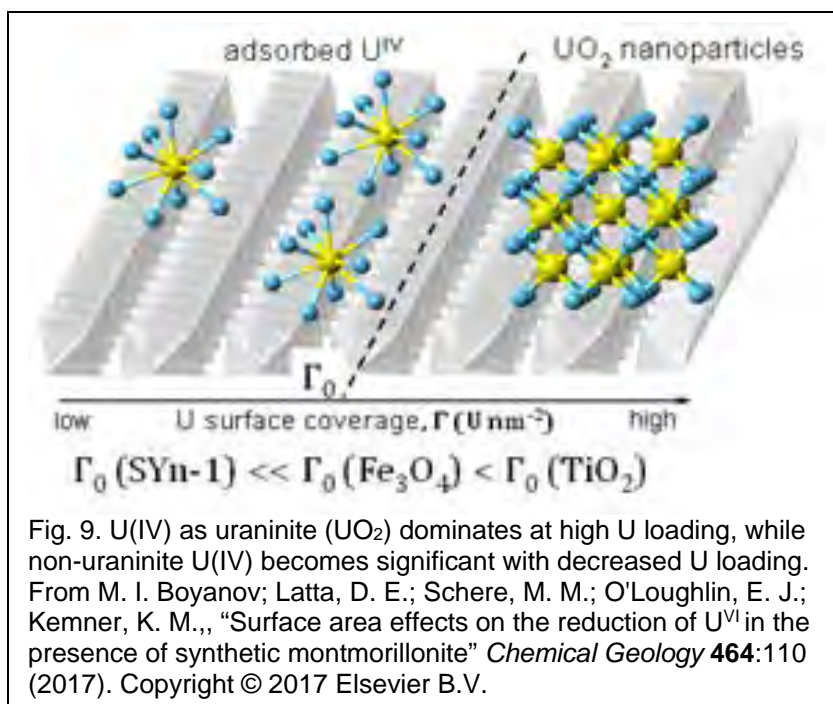 adsorbed Uᴵⱽ UO₂ nanoparticles
Γ₀
low U surface coverage, Γ (U nm⁻²) high
Γ₀ (SYn-1) << Γ₀ (Fe₃O₄) < Γ₀ (TiO₂)
Fig. 9. U(IV) as uraninite (UO₂) dominates at high U loading, while
non-uraninite U(IV) becomes significant with decreased U loading.
From M. I. Boyanov; Latta, D. E.; Schere, M. M.; O'Loughlin, E. J.;
Kemner, K. M.,, “Surface area effects on the reduction of Uⱽᴵ in the
presence of synthetic montmorillonite” Chemical Geology 464:110
(2017). Copyright © 2017 Elsevier B.V.